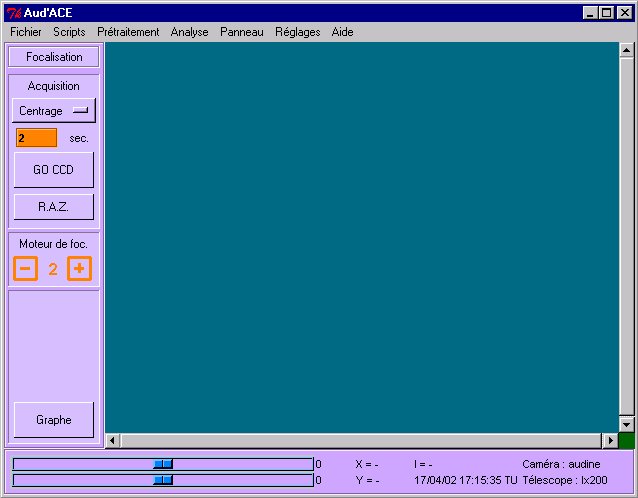 Aud'ACE
Fichier Scripts Prétraitement Analyse Panneau Réglages Aide
Focalisation
Acquisition
Centrage
2 sec.
GO CCD
R.A.Z.
Moteur de foc.
- 2 +
Graphe
0 X = - I = - Caméra : audine
0 Y = - 17/04/02 17:15:35 TU Télescope : lx200